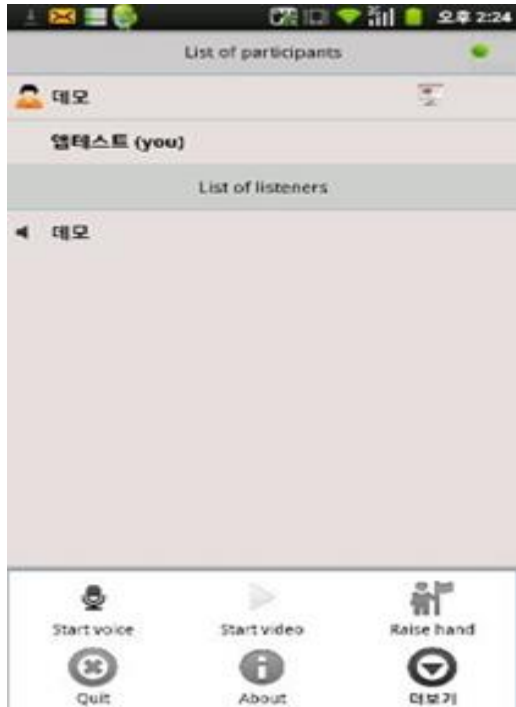 오후 2:24
List of participants
데모
앱테스트 (you)
List of listeners
데모
Start voice Start video Raise hand
Quit About 더보기